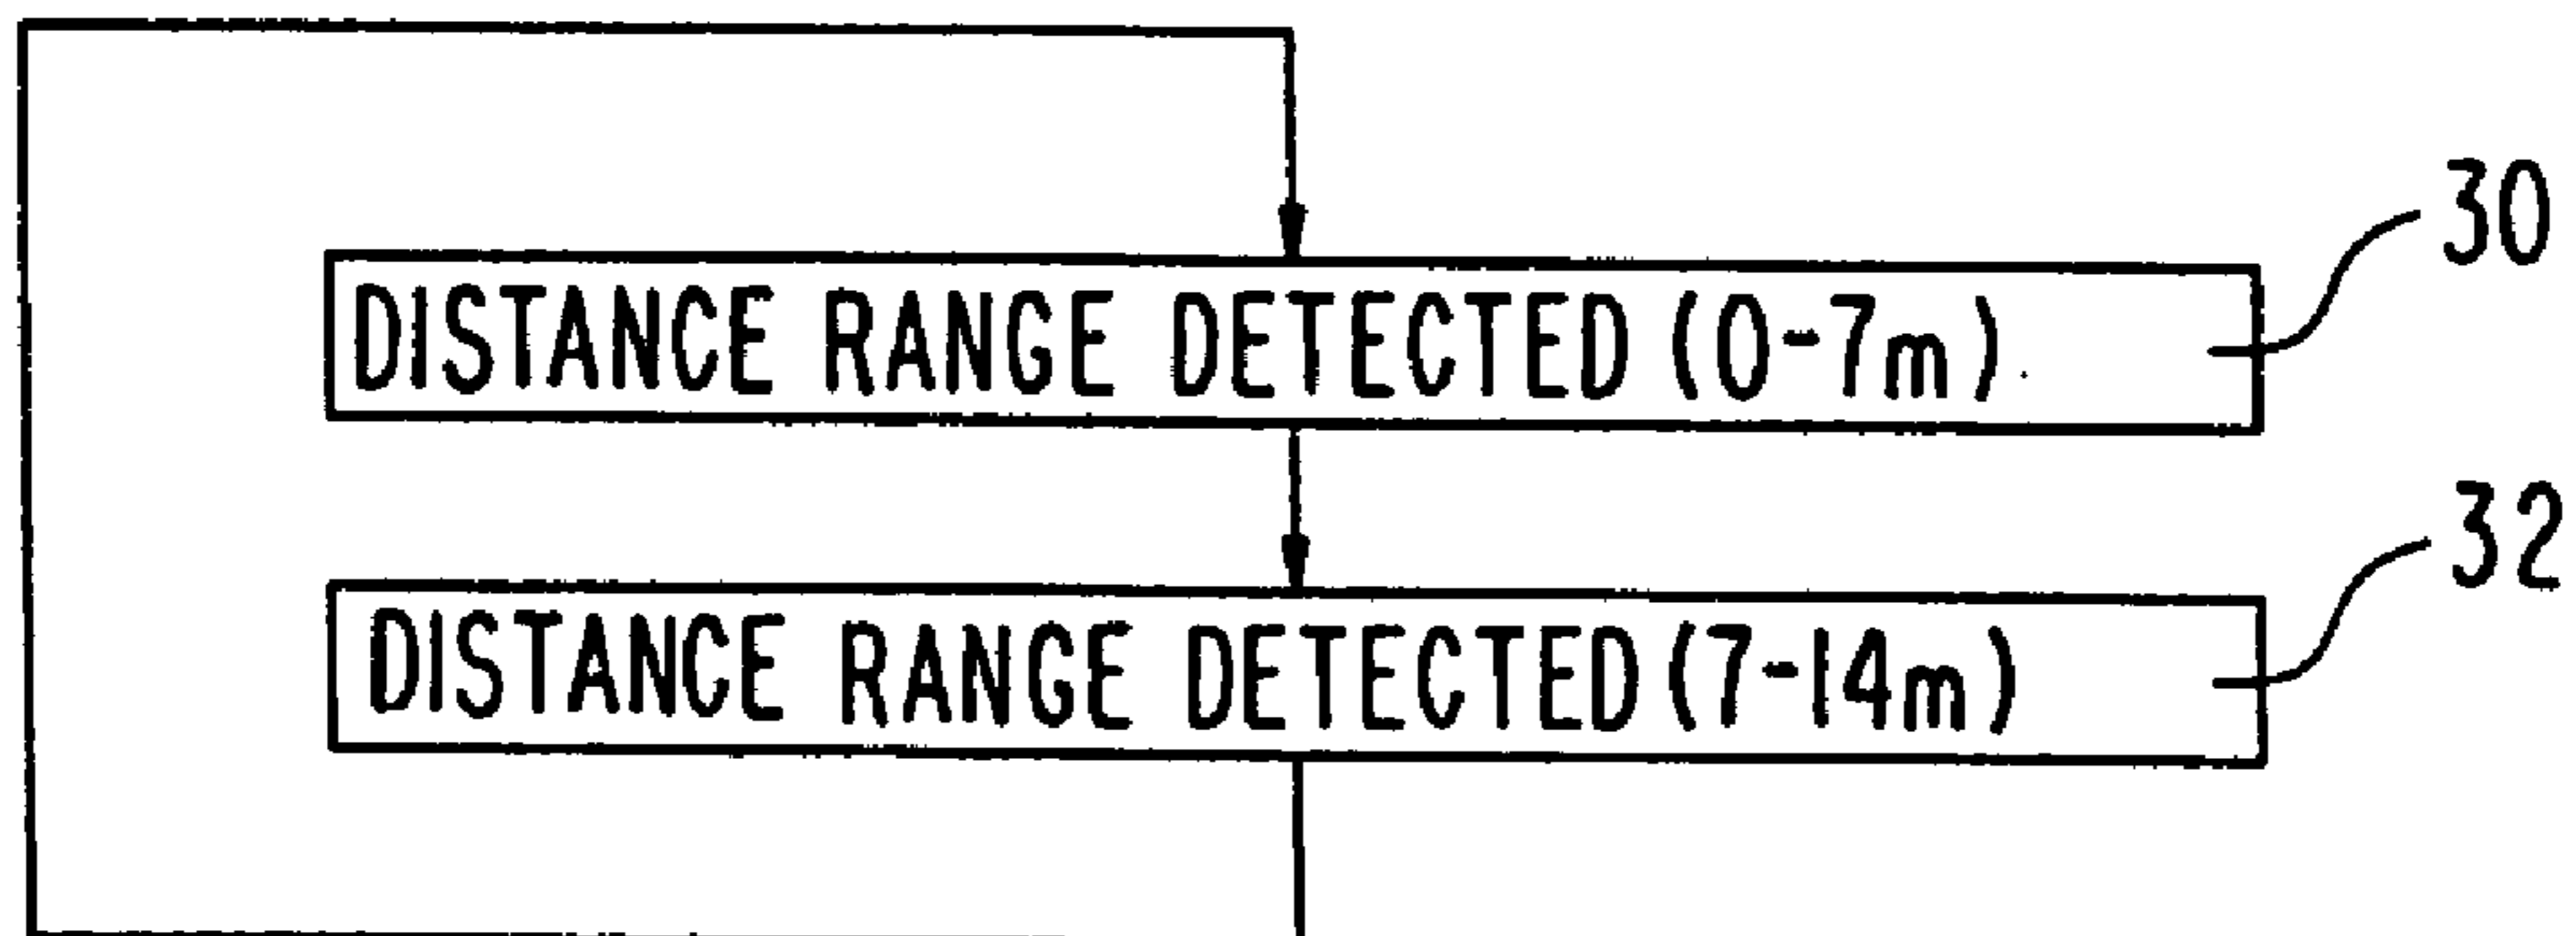 30
DISTANCE RANGE DETECTED (0-7m)
32
DISTANCE RANGE DETECTED (7-14m)